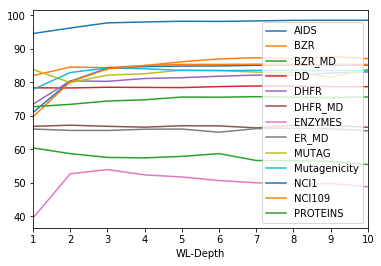 100
90
80
70
60
50
40
1 2 3 4 5 6 7 8 9 10
WL-Depth
AIDS
BZR
BZR_MD
DD
DHFR
DHFR_MD
ENZYMES
ER_MD
MUTAG
Mutagenicity
NCI1
NCI109
PROTEINS